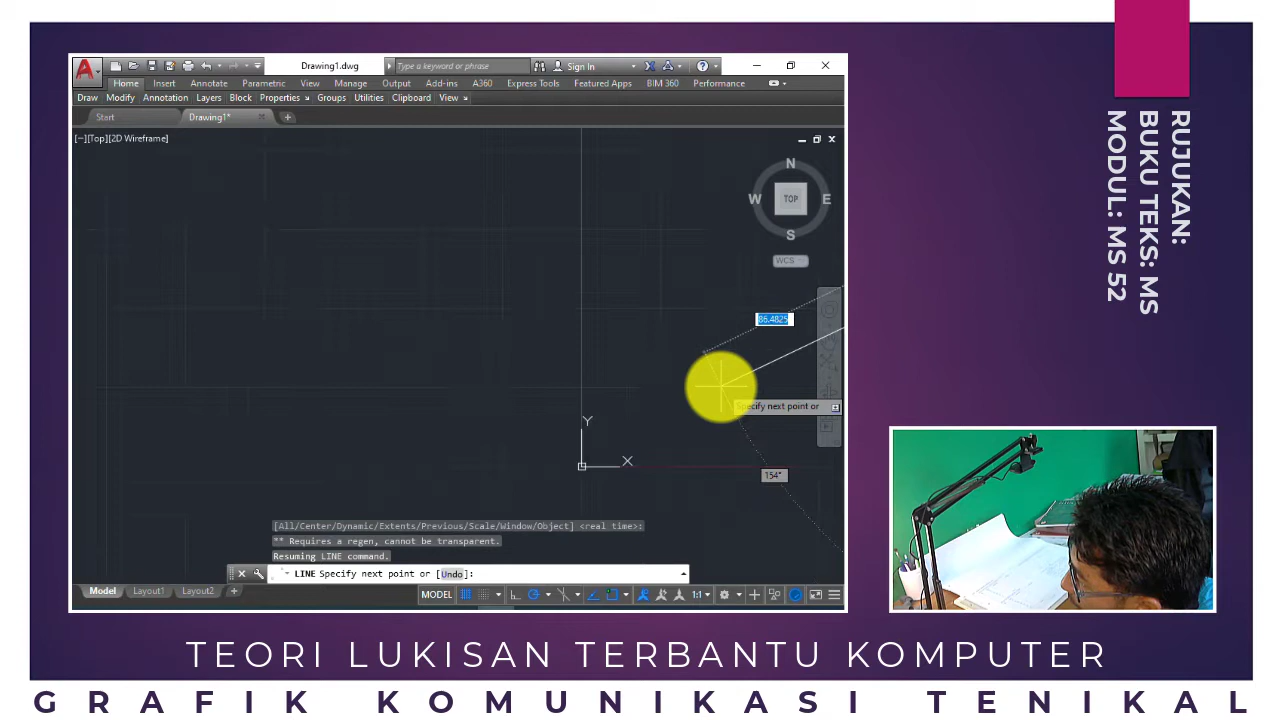 Drawing1.dwg
Type a keyword or phrase
Sign In
Home Insert Annotate Parametric View Manage Output Add-ins A360 Express Tools Featured Apps BIM 360 Performance
Draw Modify Annotation Layers Block Properties Groups Utilities Clipboard View
Start Drawing1*
[−][Top][2D Wireframe]
N
W TOP E
S
WCS
86.4825
Specify next point or
Y
X
154°
[All/Center/Dynamic/Extents/Previous/Scale/Window/Object] <real time>:
** Requires a regen, cannot be transparent.
Resuming LINE command.
LINE Specify next point or [Undo]:
Model Layout1 Layout2 +
MODEL 1:1
RUJUKAN:
BUKU TEKS: MS
MODUL: MS 52
TEORI LUKISAN TERBANTU KOMPUTER
GRAFIK KOMUNIKASI TENIKAL